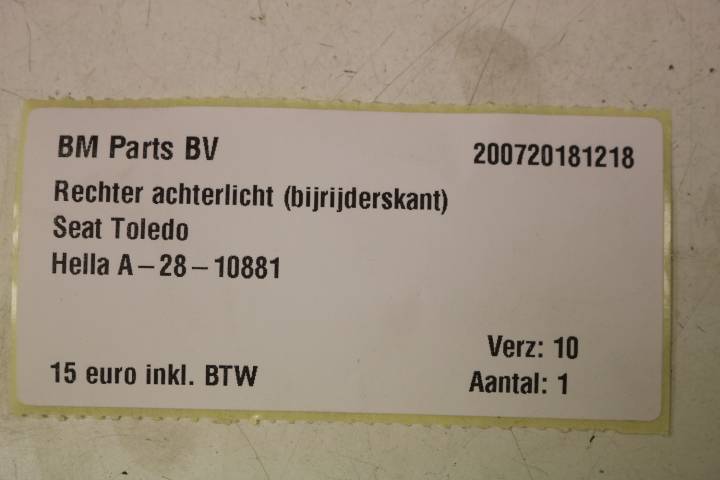 BM Parts BV 200720181218
Rechter achterlicht (bijrijderskant)
Seat Toledo
Hella A-28-10881
Verz: 10
15 euro inkl. BTW Aantal: 1